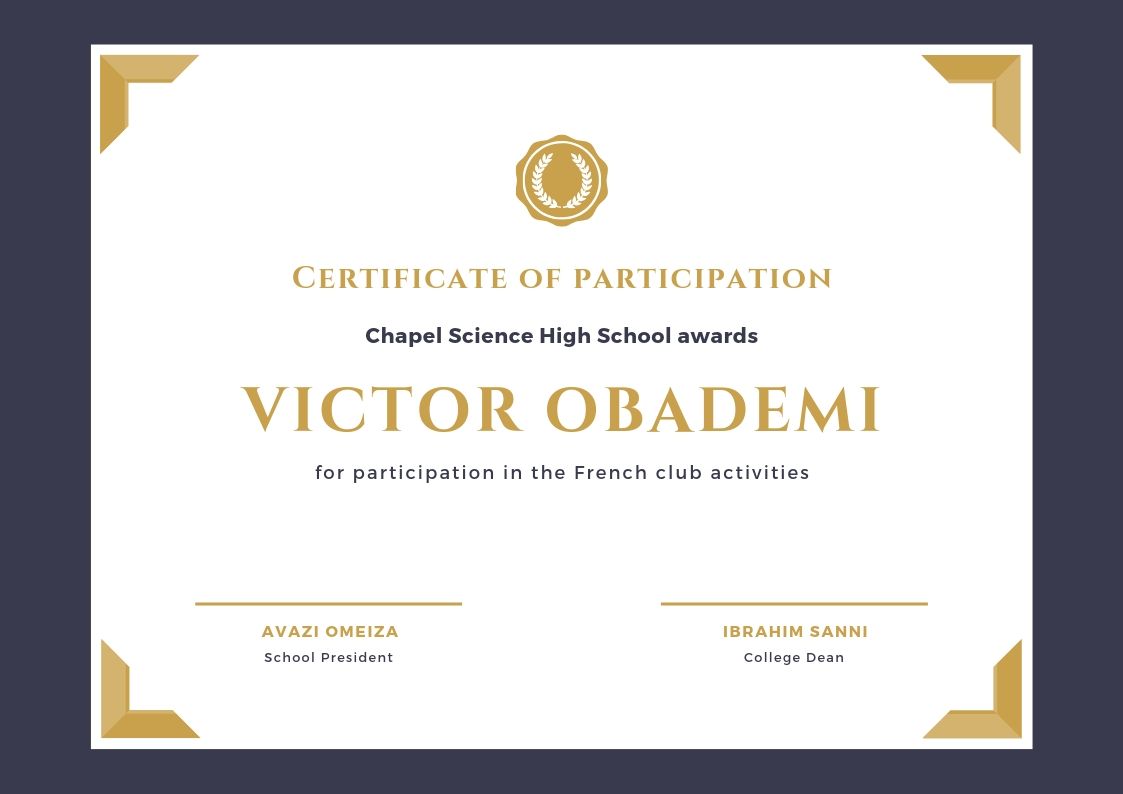 Certificate of participation
Chapel Science High School awards
VICTOR OBADEMI
for participation in the French club activities
AVAZI OMEIZA
School President
IBRAHIM SANNI
College Dean